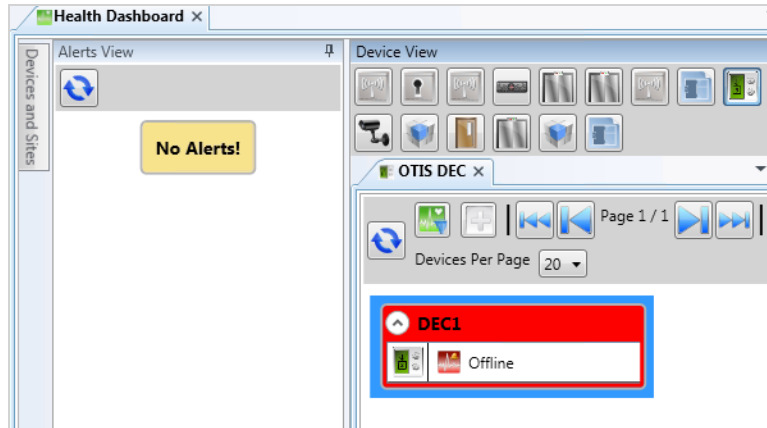 Health Dashboard
Devices and Sites
Alerts View
No Alerts!
Device View
OTIS DEC
Page 1 / 1
Devices Per Page 20
DEC1
Offline